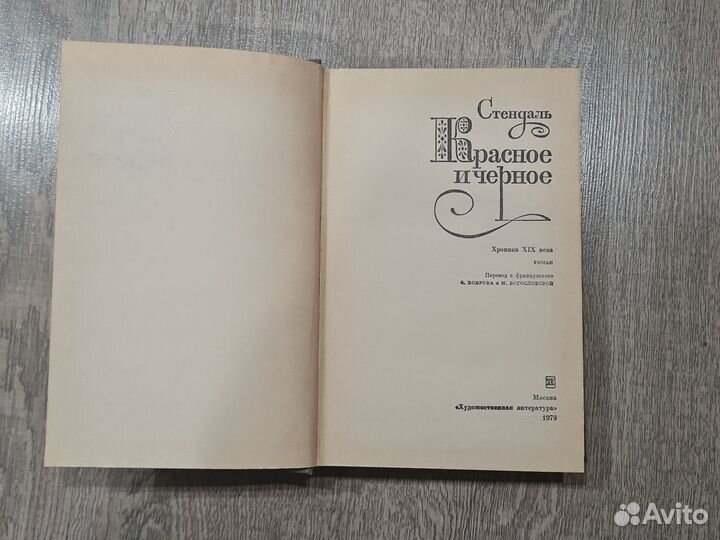 Стендаль
Красное
и черное
Хроника XIX века
РОМАН
Перевод с французского
С. БОБРОВА и М. БОГОСЛОВСКОЙ
Москва
«Художественная литература»
1979
Avito